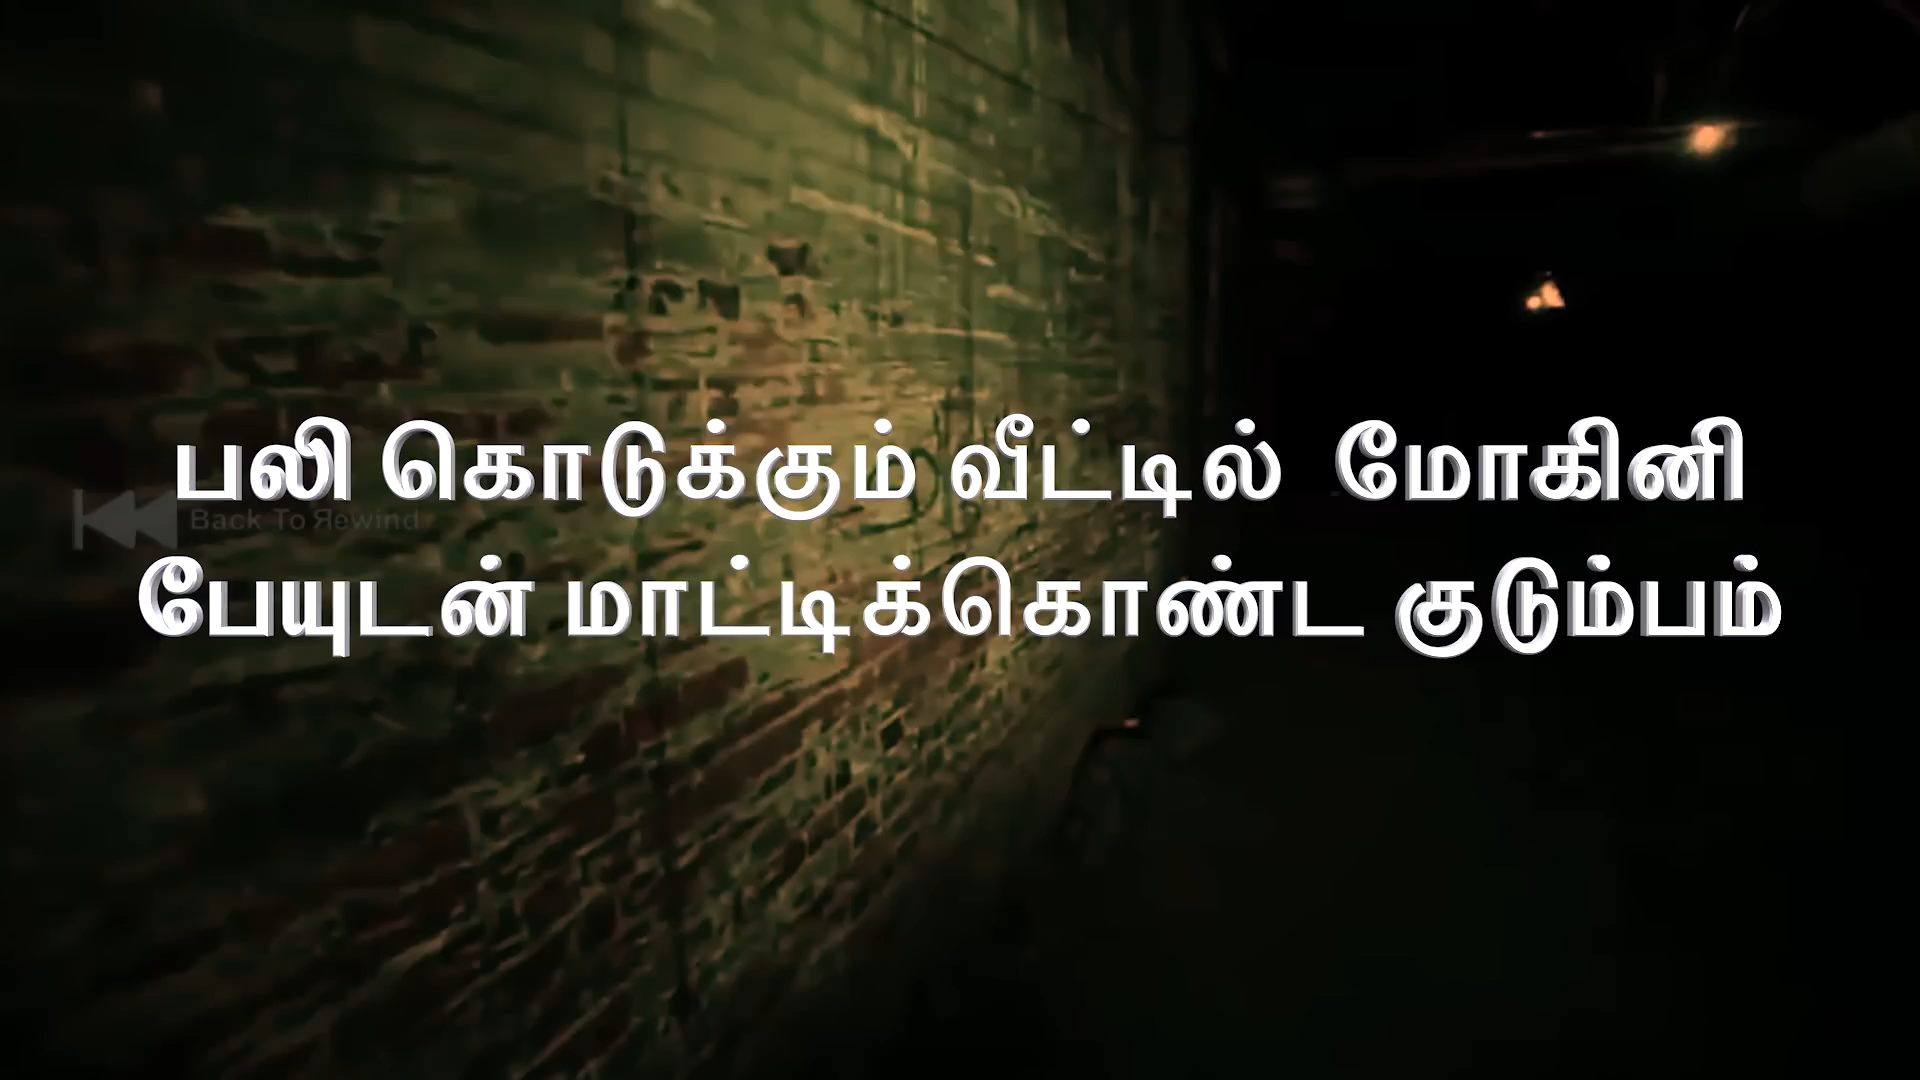 பலி கொடுக்கும் வீட்டில் மோகினி
Back To Rewind
பேயுடன் மாட்டிக்கொண்ட குடும்பம்